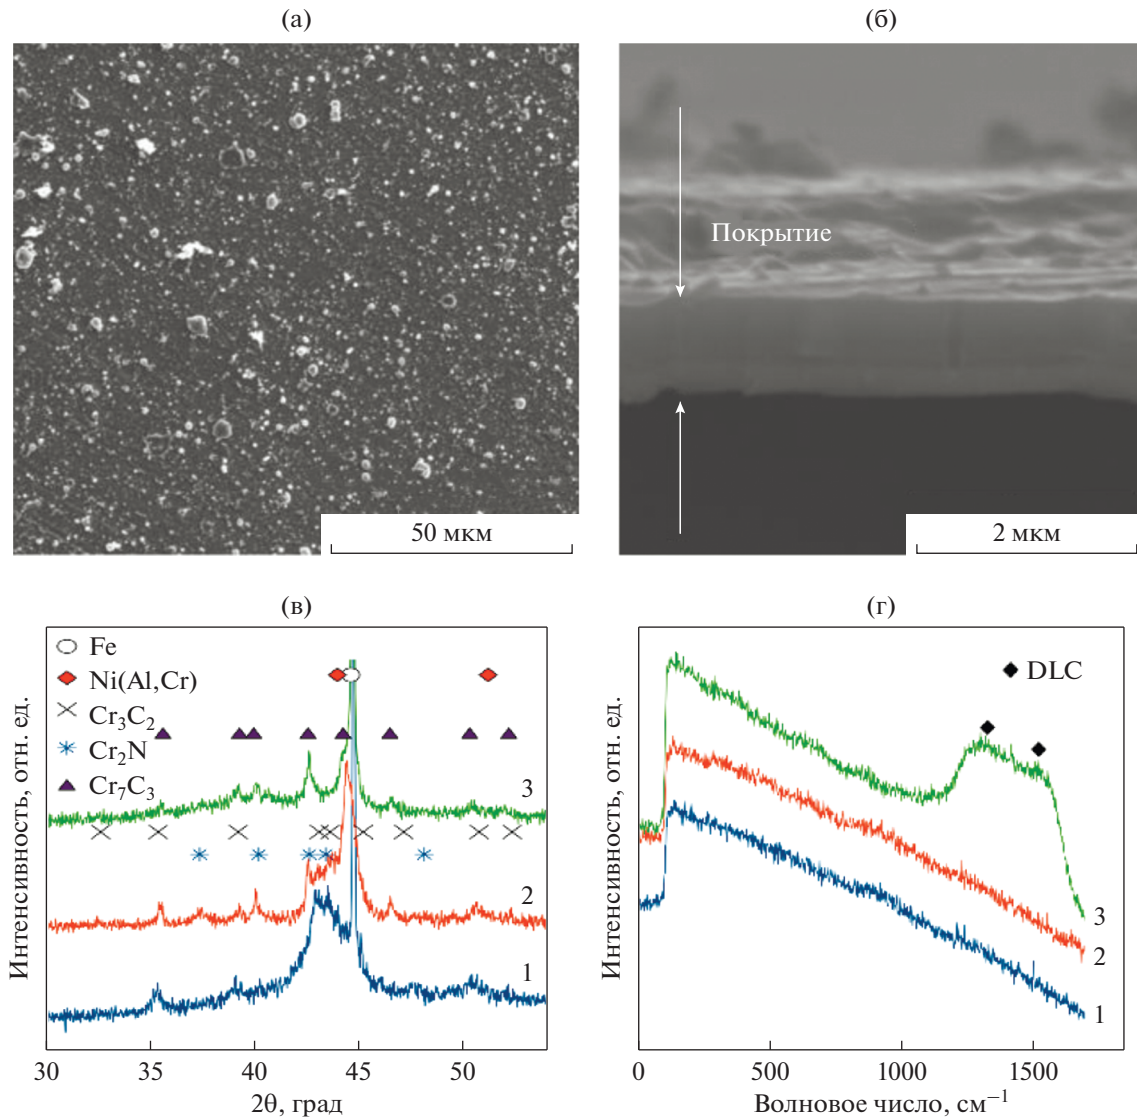 (а)
(б)
Покрытие
50 мкм
2 мкм
(в)
(г)
Fe
Ni(Al,Cr)
Cr₃C₂
Cr₂N
Cr₇C₃
3
2
1
Интенсивность, отн. ед.
30 35 40 45 50
2θ, град
DLC
3
2
1
Интенсивность, отн. ед.
0 500 1000 1500
Волновое число, см⁻¹